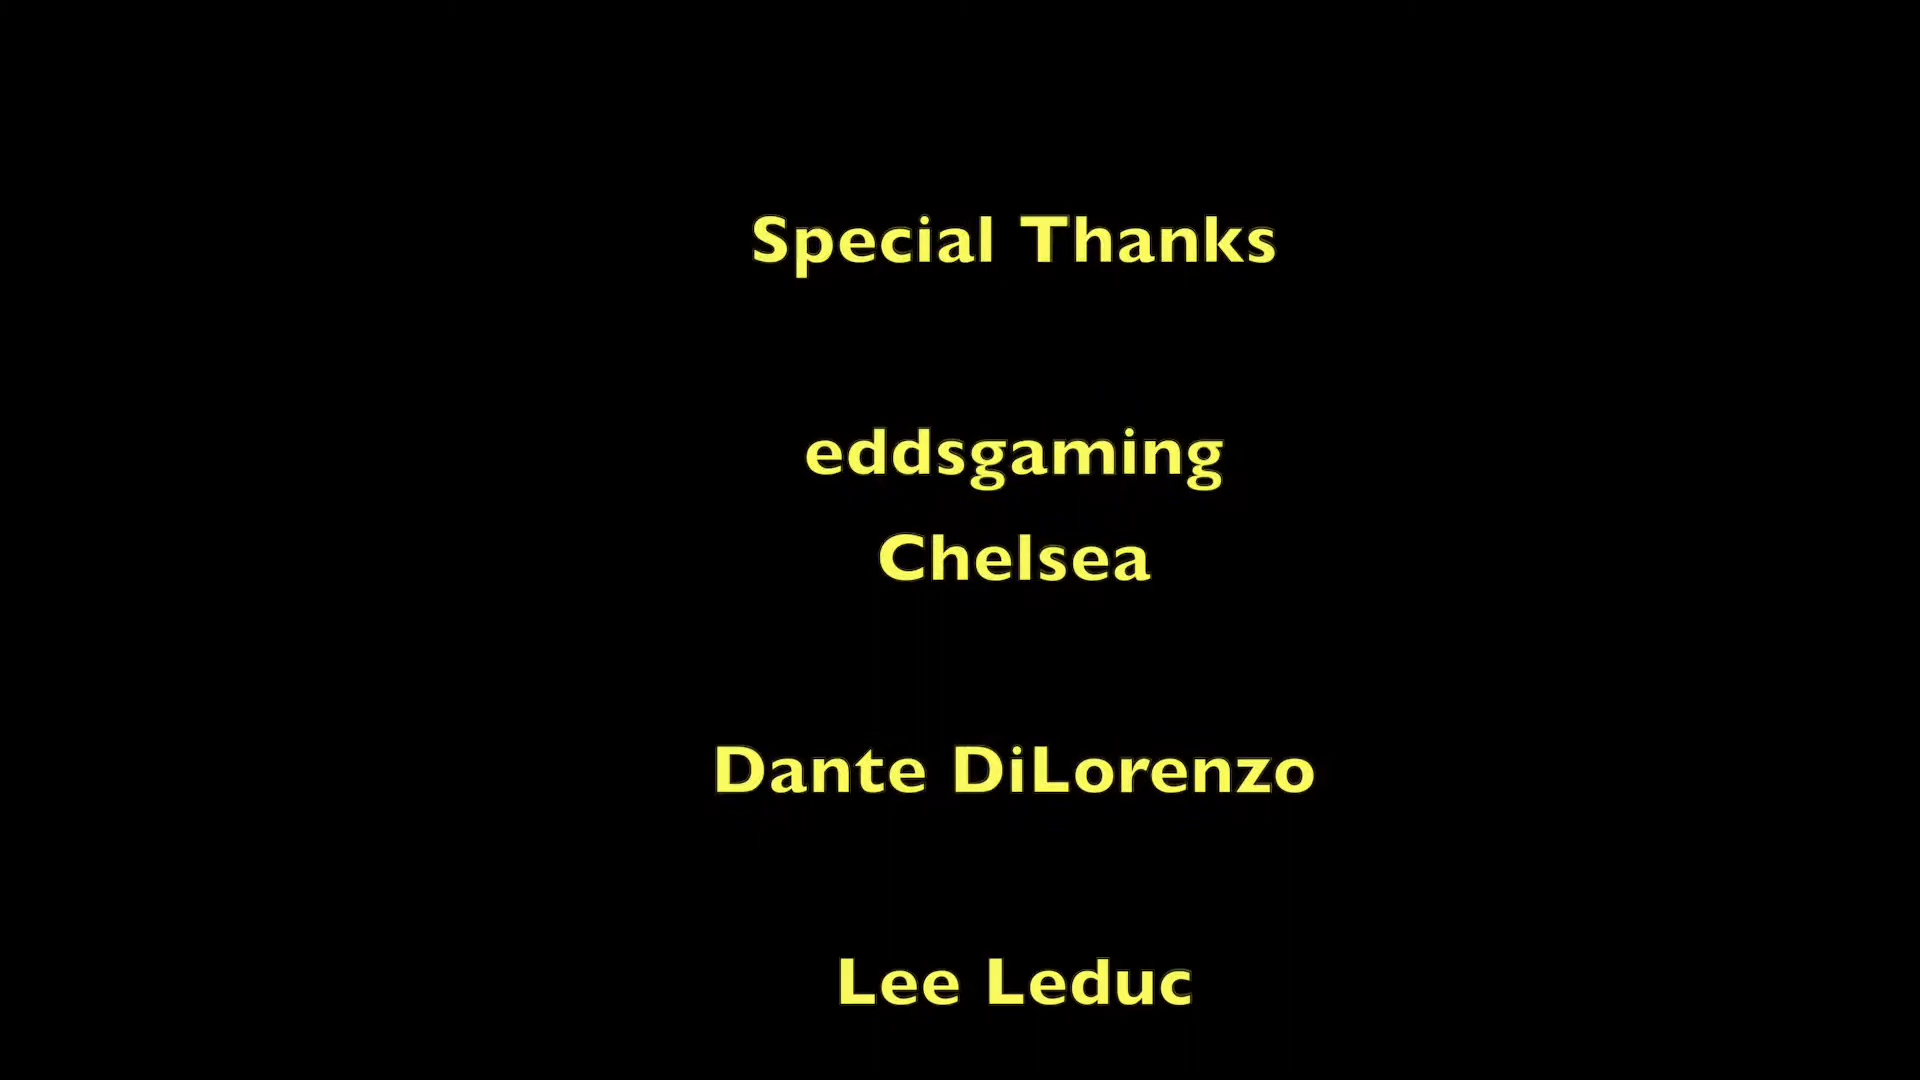 Special Thanks
eddsgaming
Chelsea
Dante DiLorenzo
Lee Leduc